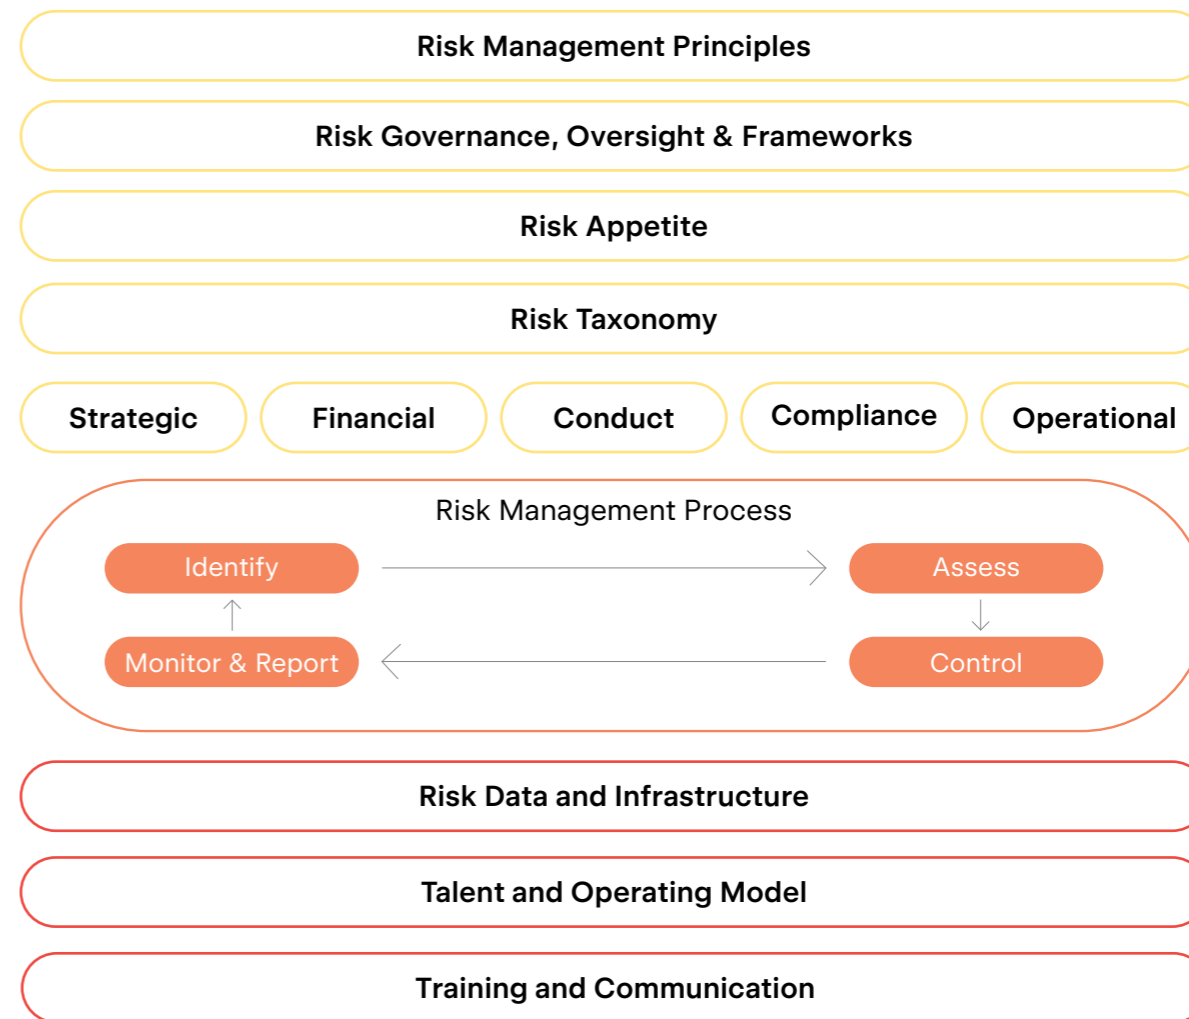 Risk Management Principles
Risk Governance, Oversight & Frameworks
Risk Appetite
Risk Taxonomy
Strategic
Financial
Conduct
Compliance
Operational
Risk Management Process
Identify
Assess
Monitor & Report
Control
Risk Data and Infrastructure
Talent and Operating Model
Training and Communication